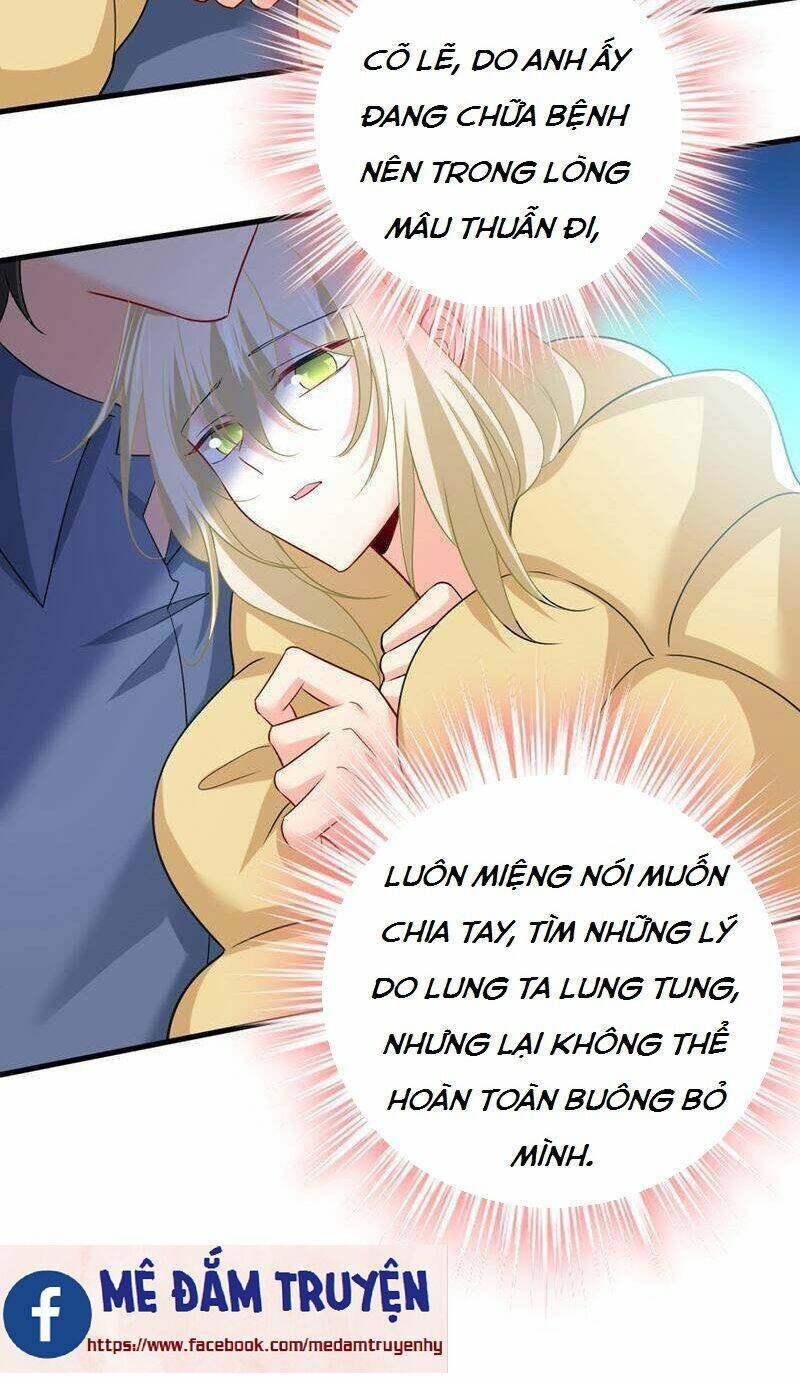 CÓ LẼ, DO ANH ẤY
ĐANG CHỮA BỆNH
NÊN TRONG LÒNG
MÂU THUẪN ĐI,
LUÔN MIỆNG NÓI MUỐN
CHIA TAY, TÌM NHỮNG LÝ
DO LUNG TA LUNG TUNG,
NHƯNG LẠI KHÔNG THỂ
HOÀN TOÀN BUÔNG BỎ
MÌNH.
MÊ ĐẮM TRUYỆN
https://www.facebook.com/medamtruyenhy